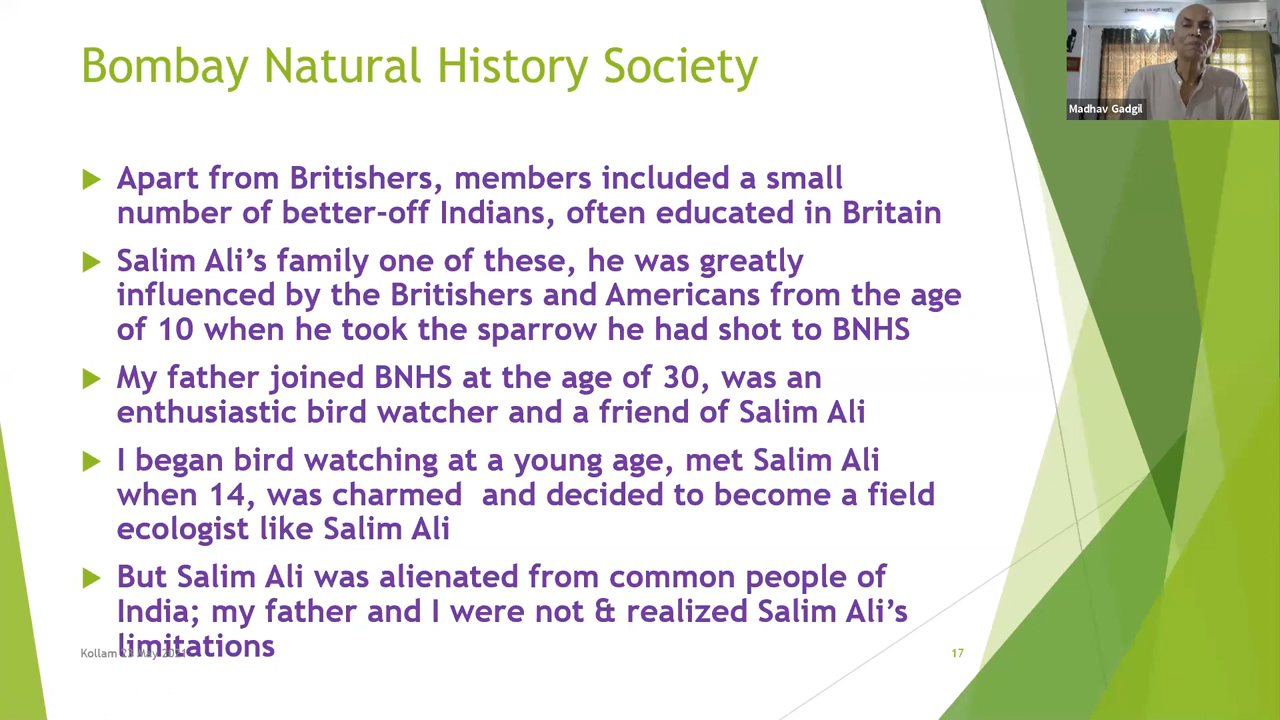 Bombay Natural History Society
Madhav Gadgil
Apart from Britishers, members included a small
number of better-off Indians, often educated in Britain
Salim Ali’s family one of these, he was greatly
influenced by the Britishers and Americans from the age
of 10 when he took the sparrow he had shot to BNHS
My father joined BNHS at the age of 30, was an
enthusiastic bird watcher and a friend of Salim Ali
I began bird watching at a young age, met Salim Ali
when 14, was charmed  and decided to become a field
ecologist like Salim Ali
But Salim Ali was alienated from common people of
India; my father and I were not & realized Salim Ali’s
limitations
Kollam May
17